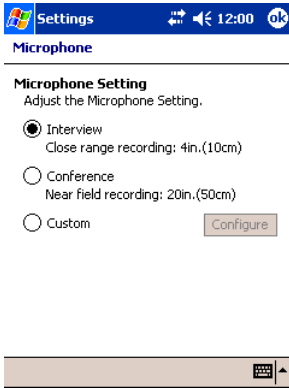 Settings 12:00 ok
Microphone
Microphone Setting
Adjust the Microphone Setting.
Interview
Close range recording: 4in.(10cm)
Conference
Near field recording: 20in.(50cm)
Custom Configure